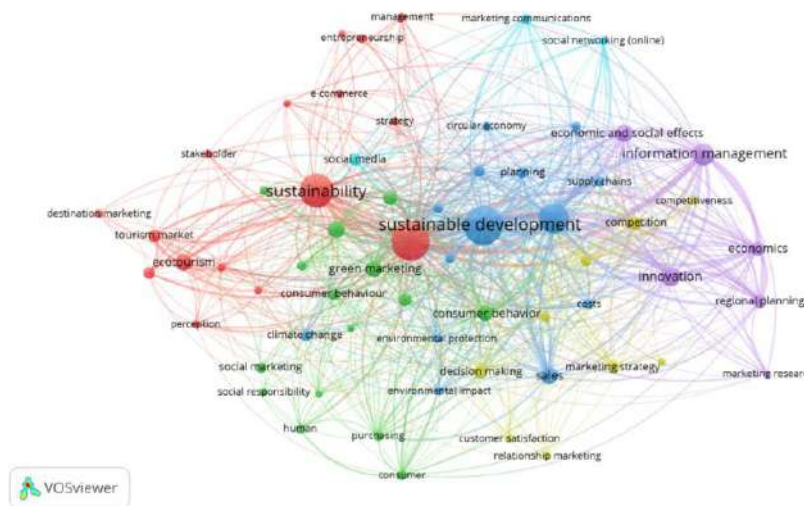 management
marketing communications
entrepreneurship
social networking (online)
e-commerce
strategy
circular economy
economic and social effects
stakeholder
social media
information management
planning
supply chains
sustainability
competitiveness
destination marketing
sustainable development
competition
tourism market
economics
ecotourism
green marketing
innovation
consumer behaviour
regional planning
costs
consumer behavior
perception
climate change
environmental protection
social marketing
decision making
marketing strategy
sales
marketing research
social responsibility
environmental impact
human
purchasing
customer satisfaction
relationship marketing
consumer
VOSviewer